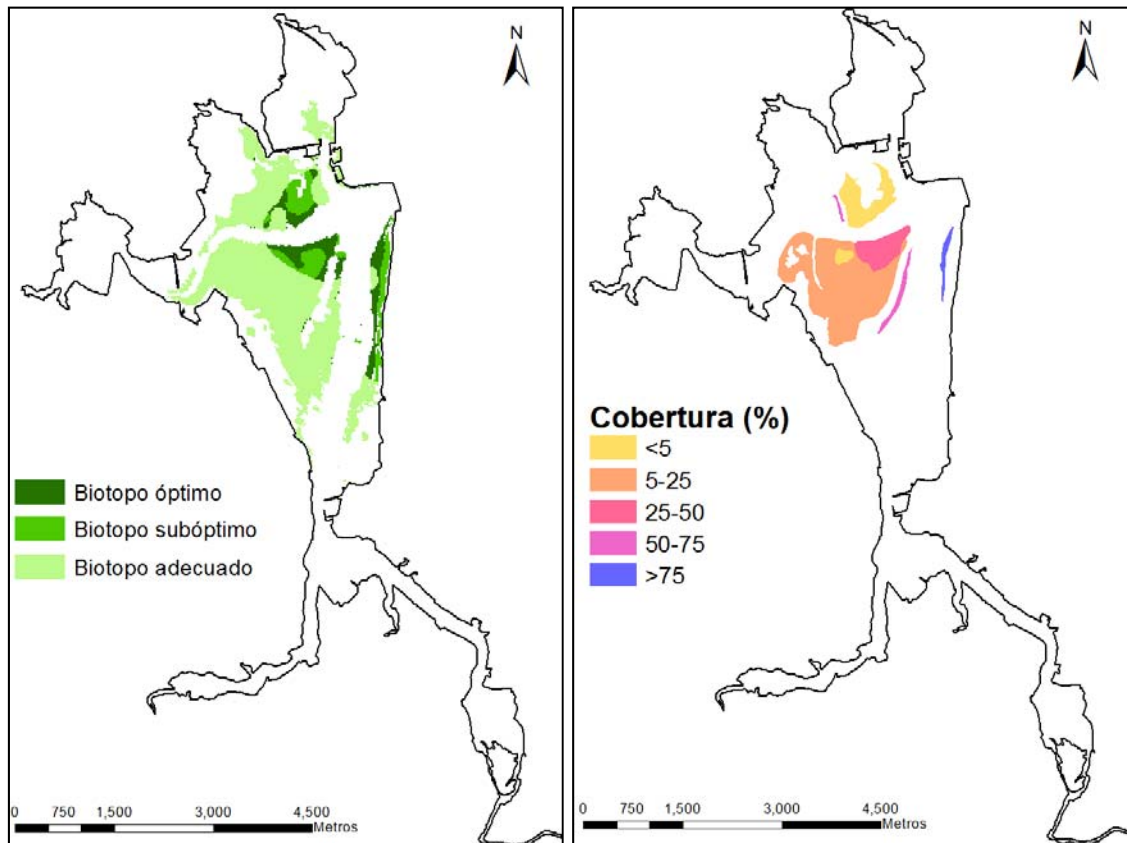 N
Biotopo óptimo
Biotopo subóptimo
Biotopo adecuado
0 750 1,500 3,000 4,500
Metros
N
Cobertura (%)
<5
5-25
25-50
50-75
>75
0 750 1,500 3,000 4,500
Metros